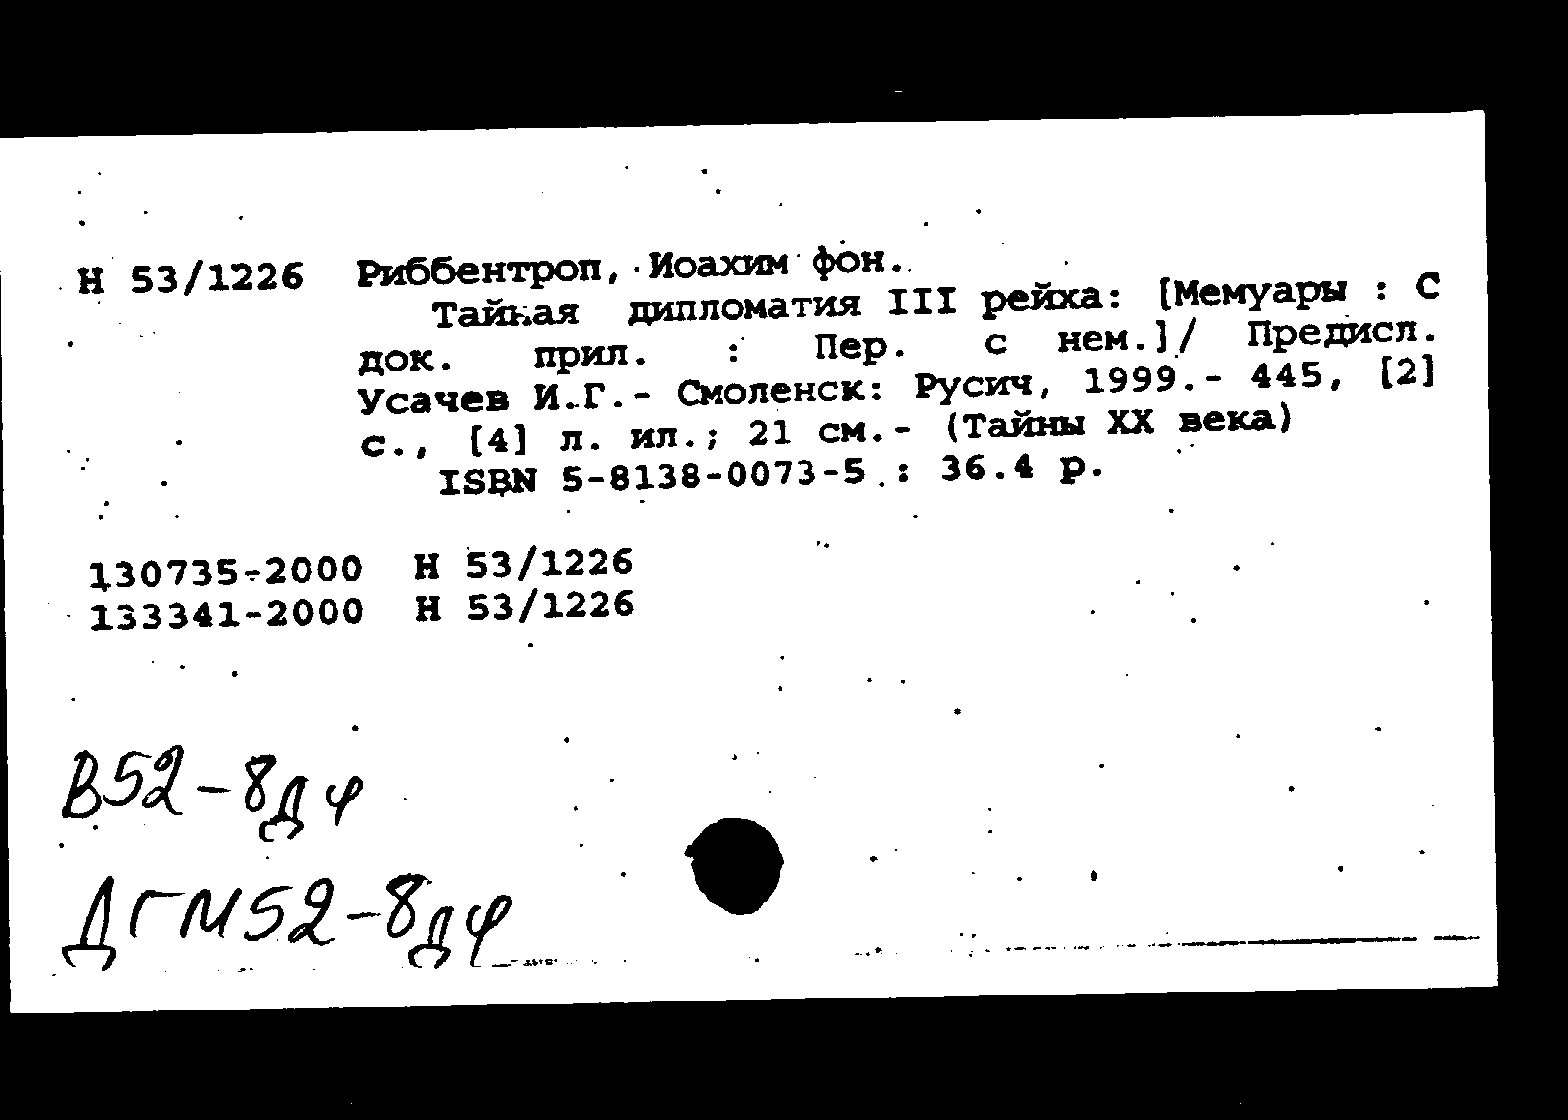 Н 53/1226 Риббентроп, Иоахим фон.
Тайная дипломатия III рейха: [Мемуары : С
док. прил. : Пер. с нем.]/ Предисл.
Усачев И.Г.- Смоленск: Русич, 1999.- 445, [2]
с., [4] л. ил.; 21 см.- (Тайны XX века)
ISBN 5-8138-0073-5 : 36.4 р.
130735-2000 Н 53/1226
133341-2000 Н 53/1226
В52-8дф
ДГМ52-8дф